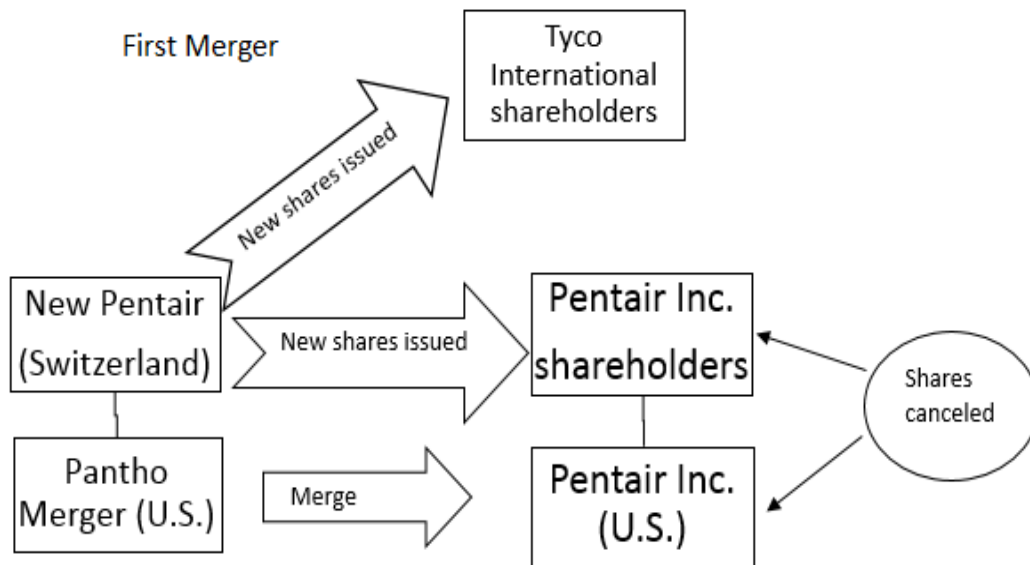 First Merger
Tyco
International
shareholders
New shares issued
New Pentair
(Switzerland)
New shares issued
Pentair Inc.
shareholders
Shares
canceled
Pantho
Merger (U.S.)
Merge
Pentair Inc.
(U.S.)